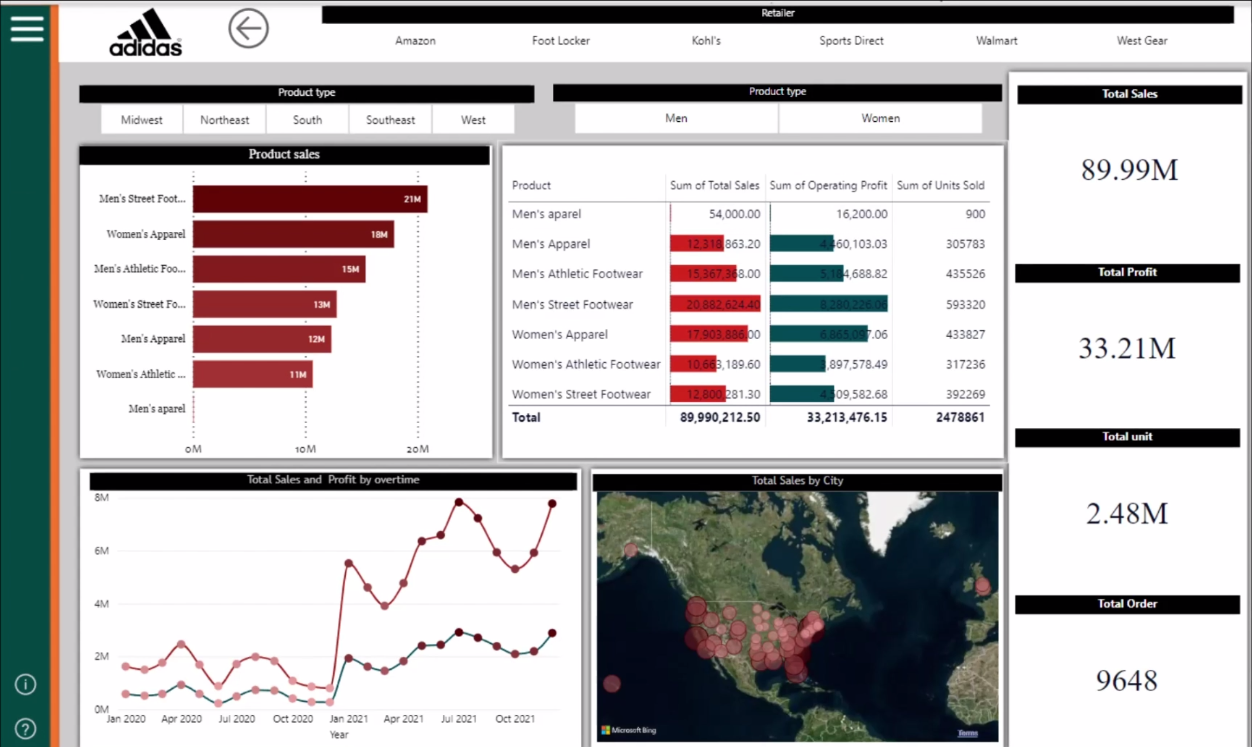 Retailer
adidas
Amazon Foot Locker Kohl's Sports Direct Walmart West Gear
Product type
Midwest Northeast South Southeast West
Product type
Men Women
Total Sales
89.99M
Total Profit
33.21M
Total unit
2.48M
Total Order
9648
Product sales
Men's Street Foot... 21M
Women's Apparel 18M
Men's Athletic Foo... 15M
Women's Street Fo... 13M
Men's Apparel 12M
Women's Athletic ... 11M
Men's aparel
0M 10M 20M
Product Sum of Total Sales Sum of Operating Profit Sum of Units Sold
Men's aparel 54,000.00 16,200.00 900
Men's Apparel 12,318,863.20 4,460,103.03 305783
Men's Athletic Footwear 15,367,368.00 5,184,688.82 435526
Men's Street Footwear 20,882,624.40 8,280,226.06 593320
Women's Apparel 17,903,886.00 6,865,097.06 433827
Women's Athletic Footwear 10,663,189.60 3,897,578.49 317236
Women's Street Footwear 12,800,281.30 4,509,582.68 392269
Total 89,990,212.50 33,213,476.15 2478861
Total Sales and Profit by overtime
8M
6M
4M
2M
0M
Jan 2020 Apr 2020 Jul 2020 Oct 2020 Jan 2021 Apr 2021 Jul 2021 Oct 2021
Year
Total Sales by City
Microsoft Bing
Terms
i
?